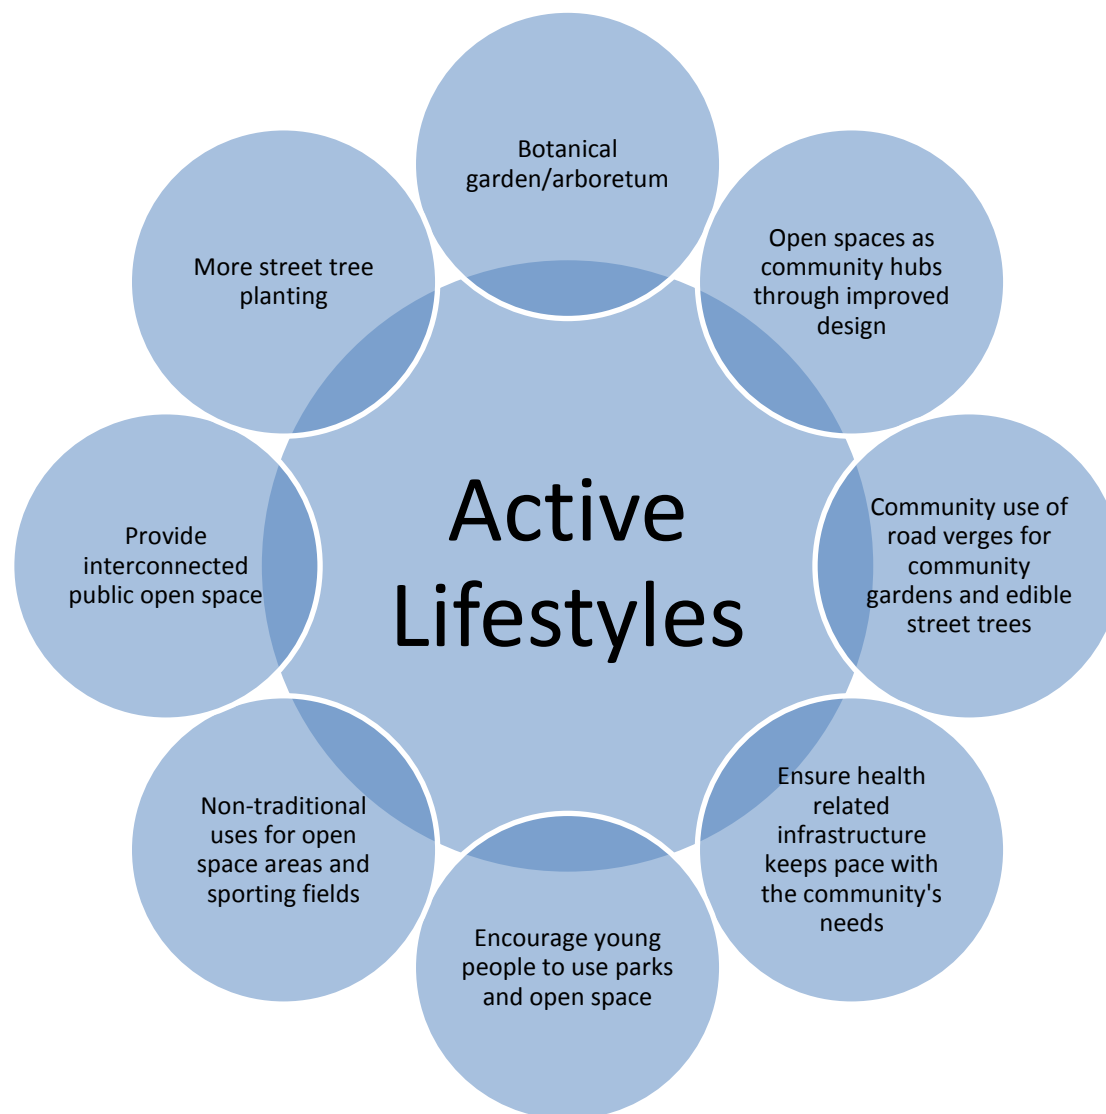 Botanical
garden/arboretum
Open spaces as
community hubs
through improved
design
Community use of
road verges for
community
gardens and edible
street trees
Ensure health
related
infrastructure
keeps pace with
the community's
needs
Encourage young
people to use parks
and open space
Non-traditional
uses for open
space areas and
sporting fields
Provide
interconnected
public open space
More street tree
planting
Active
Lifestyles